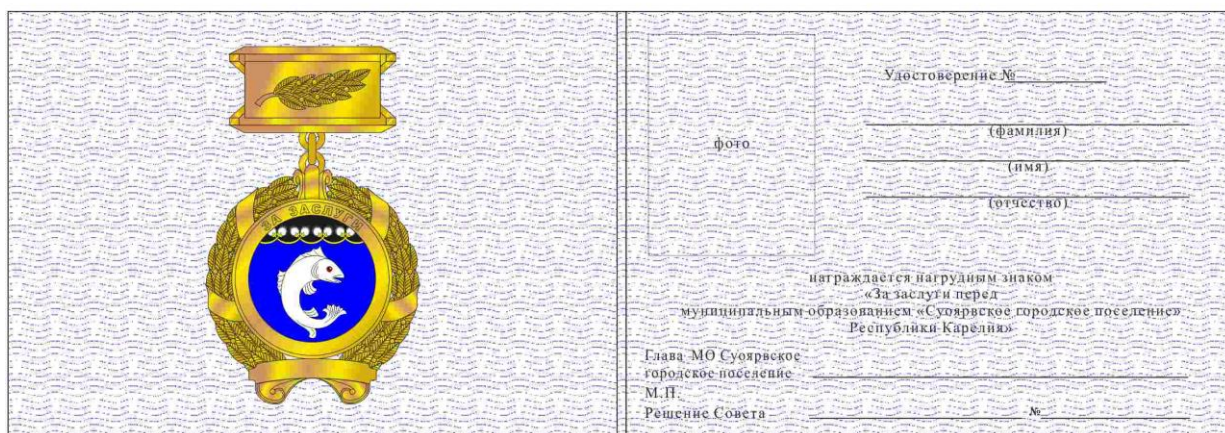 ЗА ЗАСЛУГИ
фото
Удостоверение №
(фамилия)
(имя)
(отчество)
награждается нагрудным знаком
«За заслуги перед
муниципальным образованием «Суоярвское городское поселение»
Республики Карелия»
Глава МО Суоярвское
городское поселение
М.П.
Решение Совета №